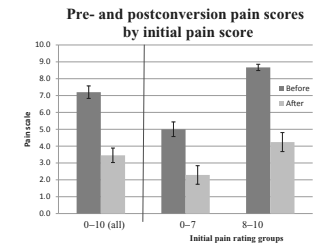 Pre- and postconversion pain scores
by initial pain score
10.0
9.0
8.0
7.0
6.0
5.0
4.0
3.0
2.0
1.0
0.0
Pain scale
Before
After
0–10 (all)
0–7
8–10
Initial pain rating groups